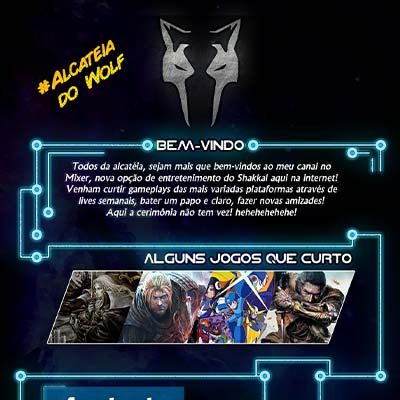 #ALCATEIA
DO WOLF
BEM-VINDO
Todos da alcatéia, sejam mais que bem-vindos ao meu canal no
Mixer, nova opção de entretenimento do Shakkal aqui na internet!
Venham curtir gameplays das mais variadas plataformas através de
lives semanais, bater um papo e claro, fazer novas amizades!
Aqui a cerimônia não tem vez! hehehehehehe!
ALGUNS JOGOS QUE CURTO